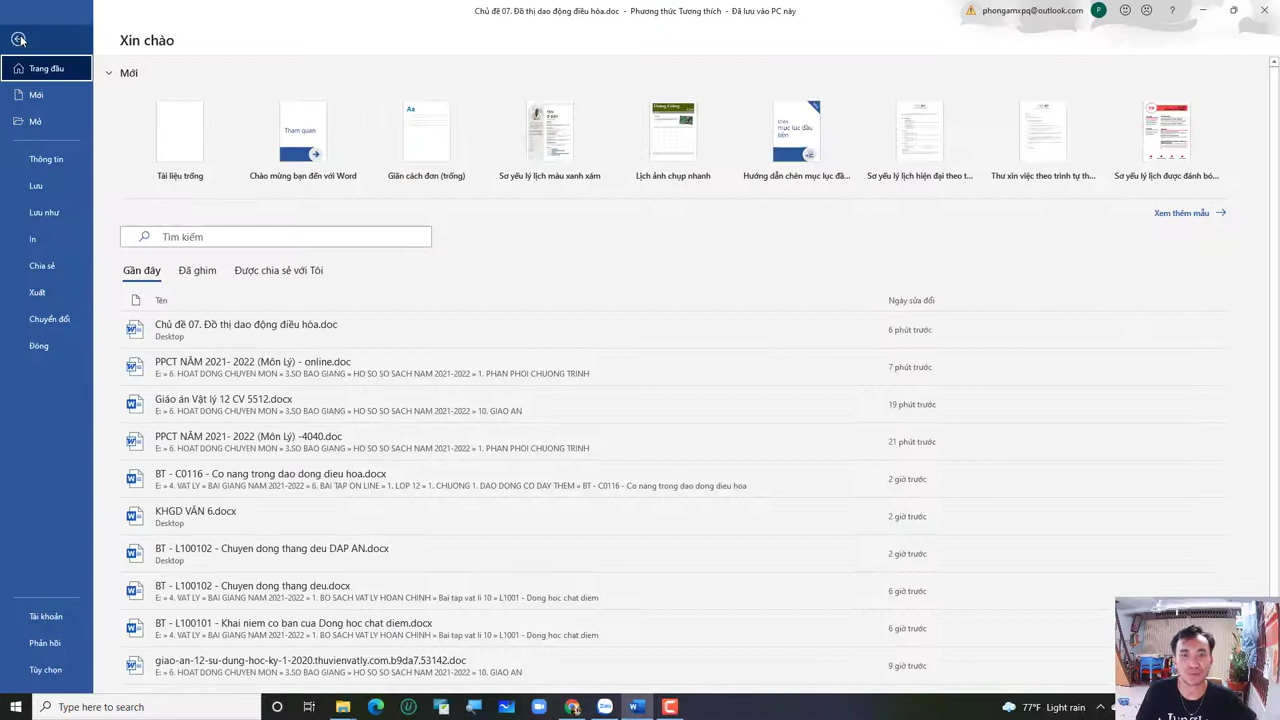 Chủ đề 07. Đồ thị dao động điều hòa.doc - Phương thức Tương thích - Đã lưu vào PC này
phongamxpq@outlook.com
P
Xin chào
Trang đầu
Mới
Mở
Thông tin
Lưu
Lưu như
In
Chia sẻ
Xuất
Chuyển đổi
Đóng
Tài khoản
Phản hồi
Tùy chọn
Mới
Tham quan
Aa
Chèn mục lục đầu tiên
Tài liệu trống
Chào mừng bạn đến với Word
Giãn cách đơn (trống)
Sơ yếu lý lịch màu xanh xám
Lịch ảnh chụp nhanh
Hướng dẫn chèn mục lục đầ...
Sơ yếu lý lịch hiện đại theo t...
Thư xin việc theo trình tự th...
Sơ yếu lý lịch được đánh bó...
Xem thêm mẫu
Tìm kiếm
Gần đây Đã ghim Được chia sẻ với Tôi
Tên Ngày sửa đổi
Chủ đề 07. Đồ thị dao động điều hòa.doc
Desktop
6 phút trước
PPCT NĂM 2021- 2022 (Môn Lý) - online.doc
E: » 6. HOAT DONG CHUYEN MON » 3.SO BAO GIANG » HO SO SO SACH NAM 2021-2022 » 1. PHAN PHOI CHUONG TRINH
7 phút trước
Giáo án Vật lý 12 CV 5512.docx
E: » 6. HOAT DONG CHUYEN MON » 3.SO BAO GIANG » HO SO SO SACH NAM 2021-2022 » 10. GIAO AN
19 phút trước
PPCT NĂM 2021- 2022 (Môn Lý) -4040.doc
E: » 6. HOAT DONG CHUYEN MON » 3.SO BAO GIANG » HO SO SO SACH NAM 2021-2022 » 1. PHAN PHOI CHUONG TRINH
21 phút trước
BT - C0116 - Co nang trong dao dong dieu hoa.docx
E: » 4. VAT LY » BAI GIANG NAM 2021-2022 » 6. BAI TAP ON LINE » 1. LOP 12 » 1. CHUONG 1. DAO DONG CO DAY THEM » BT - C0116 - Co nang trong dao dong dieu hoa
2 giờ trước
KHGD VĂN 6.docx
Desktop
2 giờ trước
BT - L100102 - Chuyen dong thang deu DAP AN.docx
Desktop
2 giờ trước
BT - L100102 - Chuyen dong thang deu.docx
E: » 4. VAT LY » BAI GIANG NAM 2021-2022 » 1. BO SACH VAT LY HOAN CHINH » Bai tap vat li 10 » L1001 - Dong hoc chat diem
6 giờ trước
BT - L100101 - Khai niem co ban cua Dong hoc chat diem.docx
E: » 4. VAT LY » BAI GIANG NAM 2021-2022 » 1. BO SACH VAT LY HOAN CHINH » Bai tap vat li 10 » L1001 - Dong hoc chat diem
6 giờ trước
giao-an-12-su-dung-hoc-ky-1-2020.thuvienvatly.com.b9da7.53142.doc
E: » 6. HOAT DONG CHUYEN MON » 3.SO BAO GIANG » HO SO SO SACH NAM 2021-2022 » 10. GIAO AN
9 giờ trước
Type here to search
Zalo
77°F Light rain